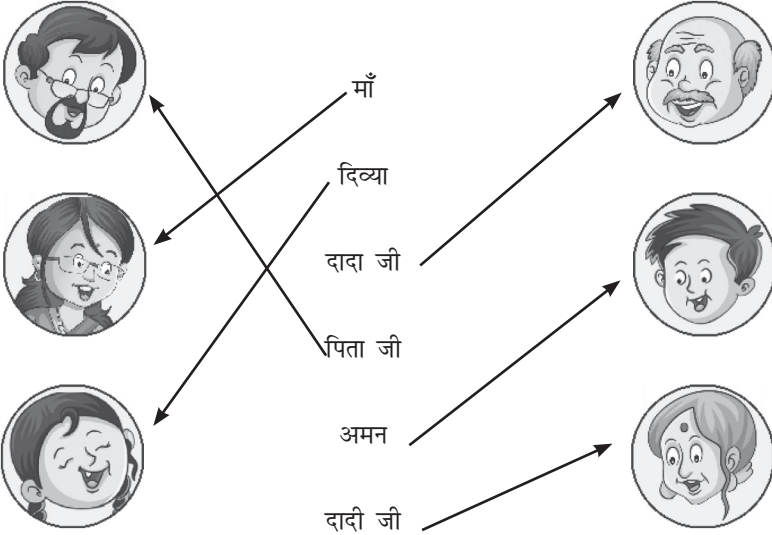 माँ
दिव्या
दादा जी
पिता जी
अमन
दादी जी